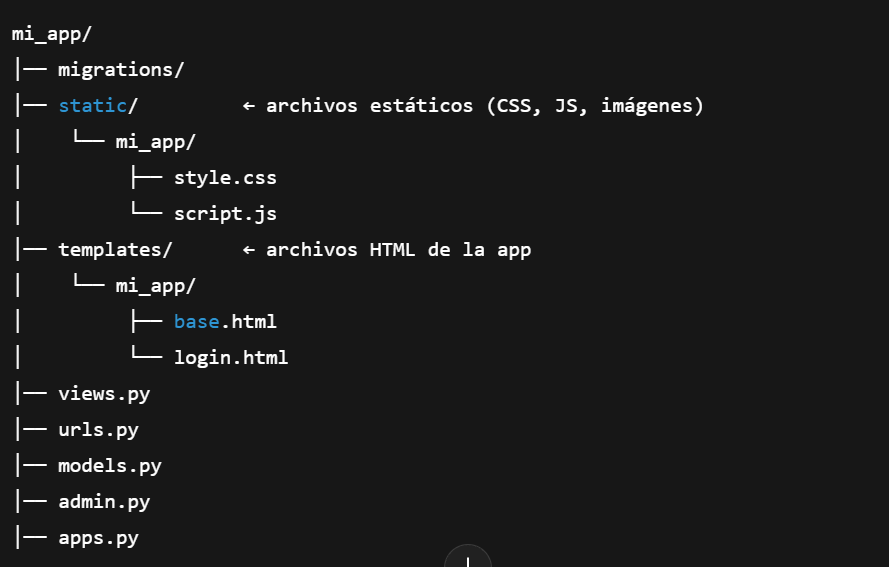 mi_app/
├── migrations/
├── static/         ← archivos estáticos (CSS, JS, imágenes)
│    └── mi_app/
│         ├── style.css
│         └── script.js
├── templates/      ← archivos HTML de la app
│    └── mi_app/
│         ├── base.html
│         └── login.html
├── views.py
├── urls.py
├── models.py
├── admin.py
├── apps.py